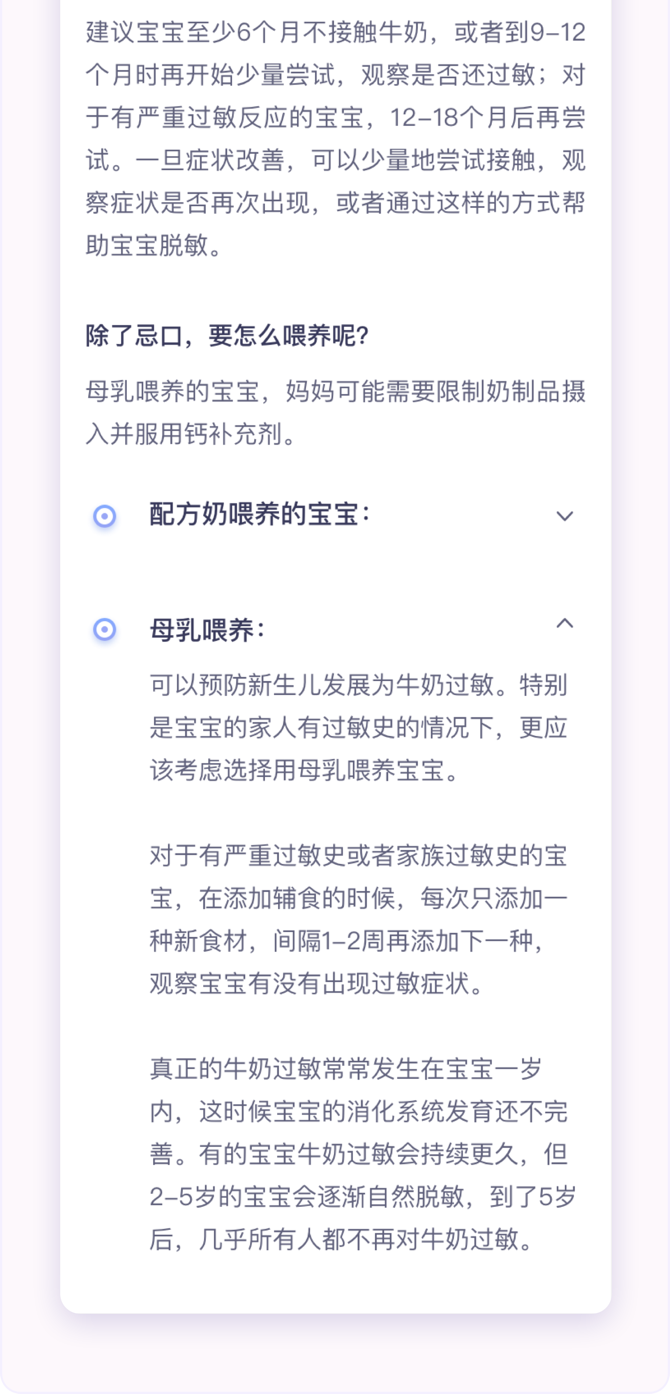 建议宝宝至少6个月不接触牛奶，或者到9–12
个月时再开始少量尝试，观察是否还过敏；对
于有严重过敏反应的宝宝，12–18个月后再尝
试。一旦症状改善，可以少量地尝试接触，观
察症状是否再次出现，或者通过这样的方式帮
助宝宝脱敏。
除了忌口，要怎么喂养呢？
母乳喂养的宝宝，妈妈可能需要限制奶制品摄
入并服用钙补充剂。
配方奶喂养的宝宝：
母乳喂养：
可以预防新生儿发展为牛奶过敏。特别
是宝宝的家人有过敏史的情况下，更应
该考虑选择用母乳喂养宝宝。
对于有严重过敏史或者家族过敏史的宝
宝，在添加辅食的时候，每次只添加一
种新食材，间隔1–2周再添加下一种，
观察宝宝有没有出现过敏症状。
真正的牛奶过敏常常发生在宝宝一岁
内，这时候宝宝的消化系统发育还不完
善。有的宝宝牛奶过敏会持续更久，但
2–5岁的宝宝会逐渐自然脱敏，到了5岁
后，几乎所有人都不再对牛奶过敏。